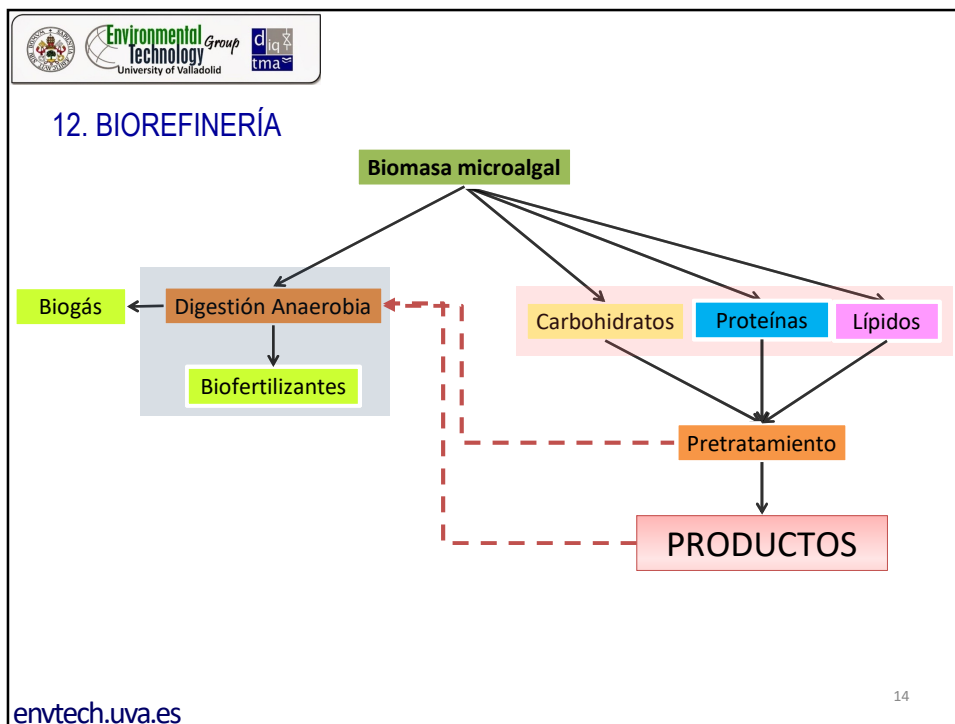 Environmental Group
Technology
University of Valladolid
diq
tma
12. BIOREFINERÍA
Biomasa microalgal
Biogás
Digestión Anaerobia
Carbohidratos
Proteínas
Lípidos
Biofertilizantes
Pretratamiento
PRODUCTOS
14
envtech.uva.es